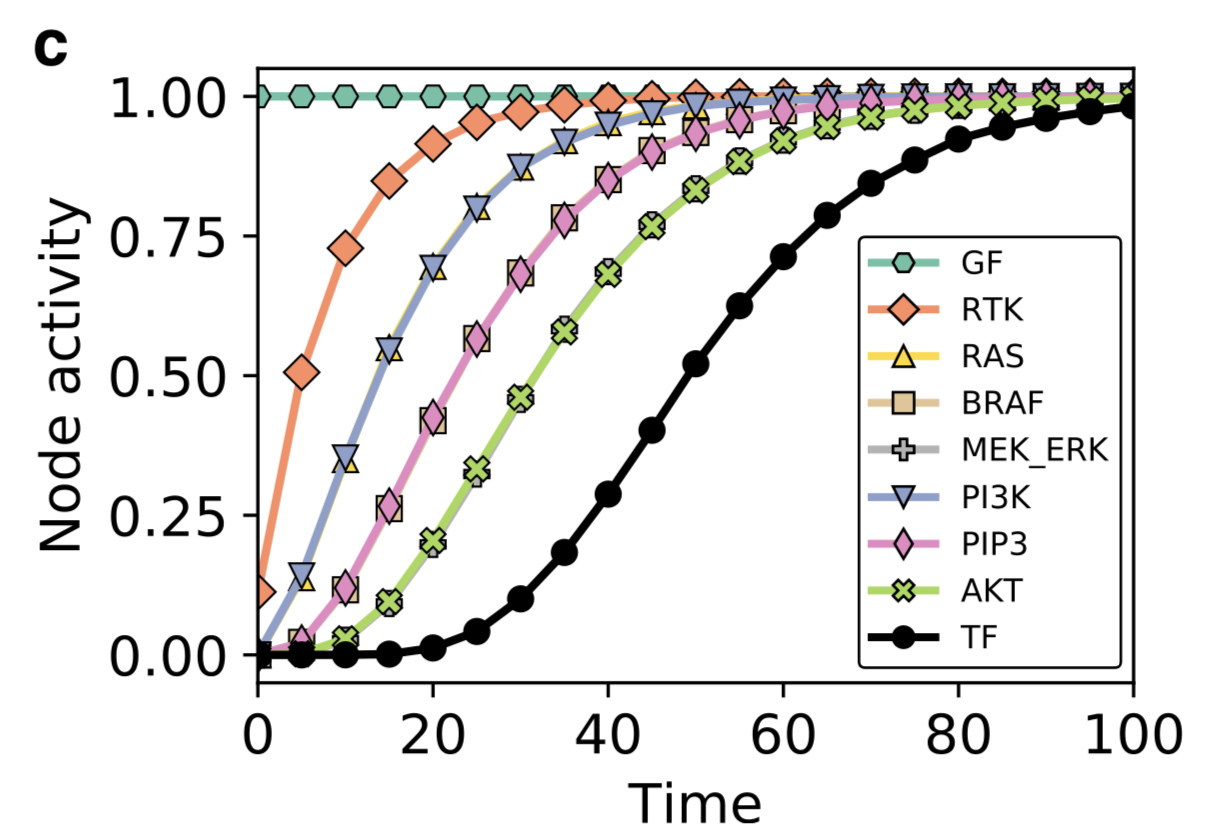 c
Node activity
1.00
0.75
0.50
0.25
0.00
GF
RTK
RAS
BRAF
MEK_ERK
PI3K
PIP3
AKT
TF
0 20 40 60 80 100
Time